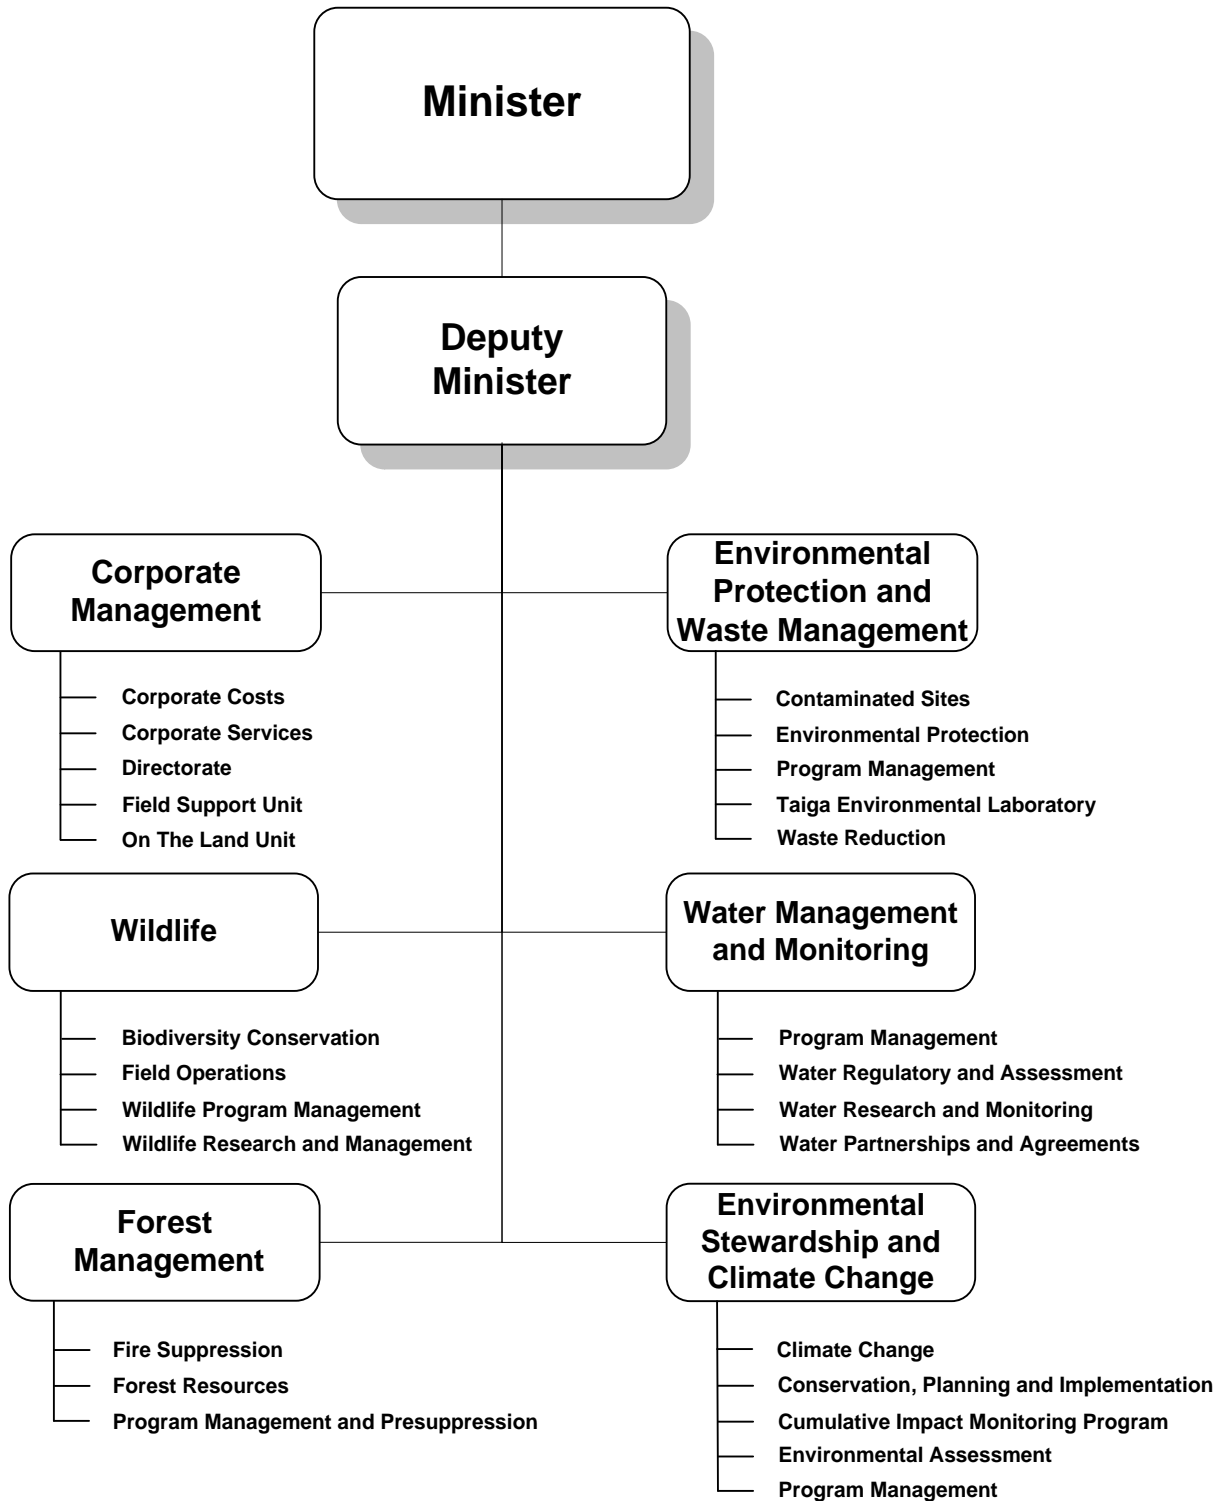 Minister
Deputy
Minister
Corporate
Management
Corporate Costs
Corporate Services
Directorate
Field Support Unit
On The Land Unit
Environmental
Protection and
Waste Management
Contaminated Sites
Environmental Protection
Program Management
Taiga Environmental Laboratory
Waste Reduction
Wildlife
Biodiversity Conservation
Field Operations
Wildlife Program Management
Wildlife Research and Management
Water Management
and Monitoring
Program Management
Water Regulatory and Assessment
Water Research and Monitoring
Water Partnerships and Agreements
Forest
Management
Fire Suppression
Forest Resources
Program Management and Presuppression
Environmental
Stewardship and
Climate Change
Climate Change
Conservation, Planning and Implementation
Cumulative Impact Monitoring Program
Environmental Assessment
Program Management